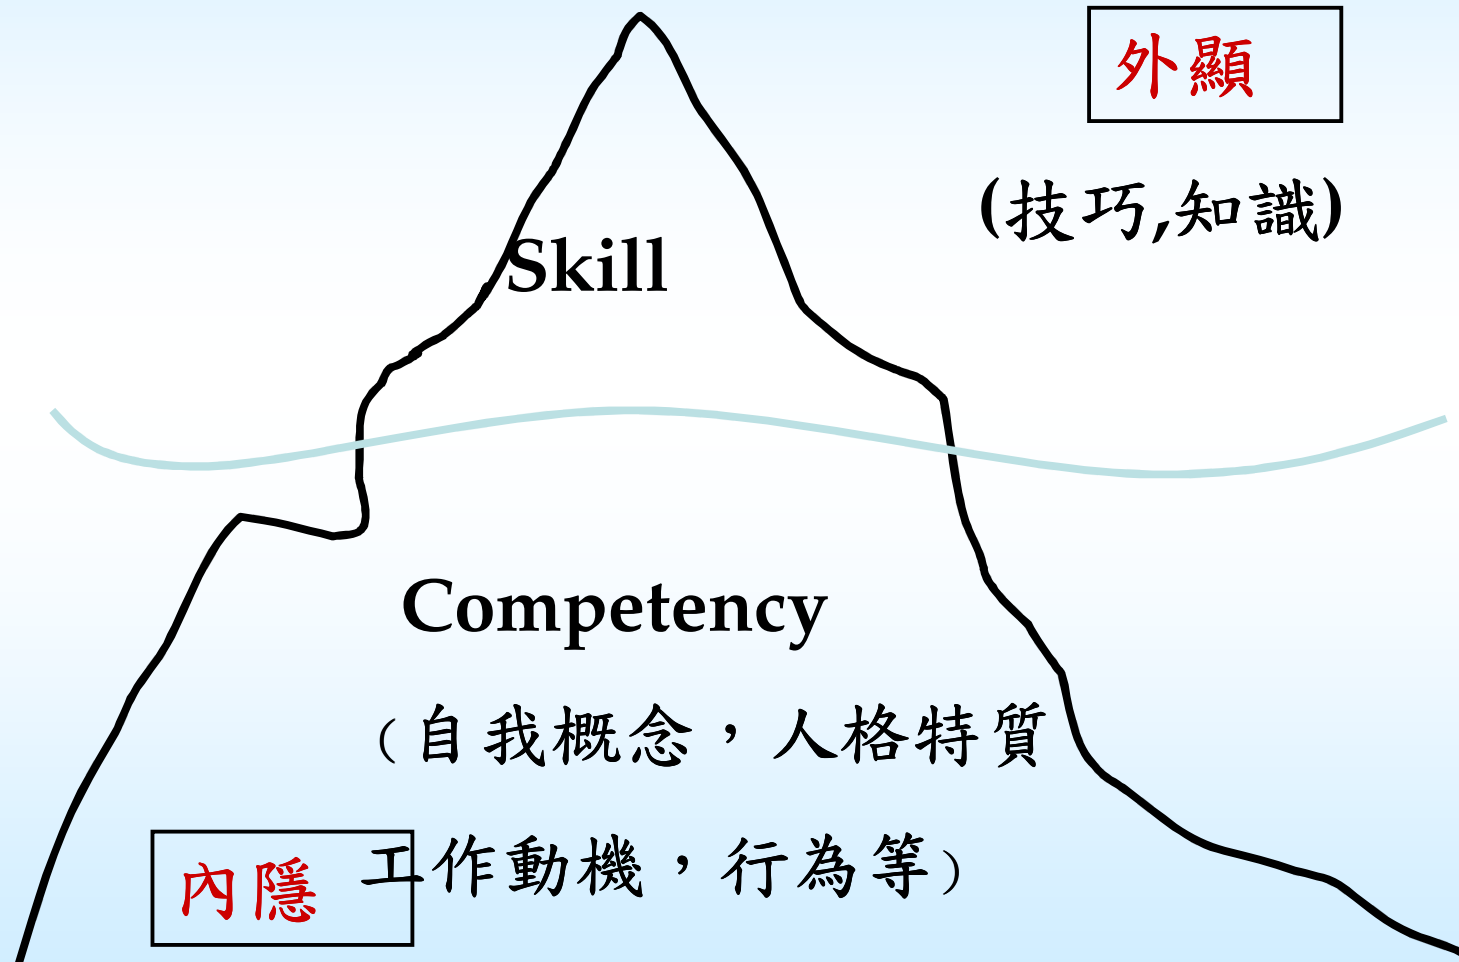 外顯
(技巧,知識)
Skill
Competency
（自我概念，人格特質
工作動機，行為等）
內隱